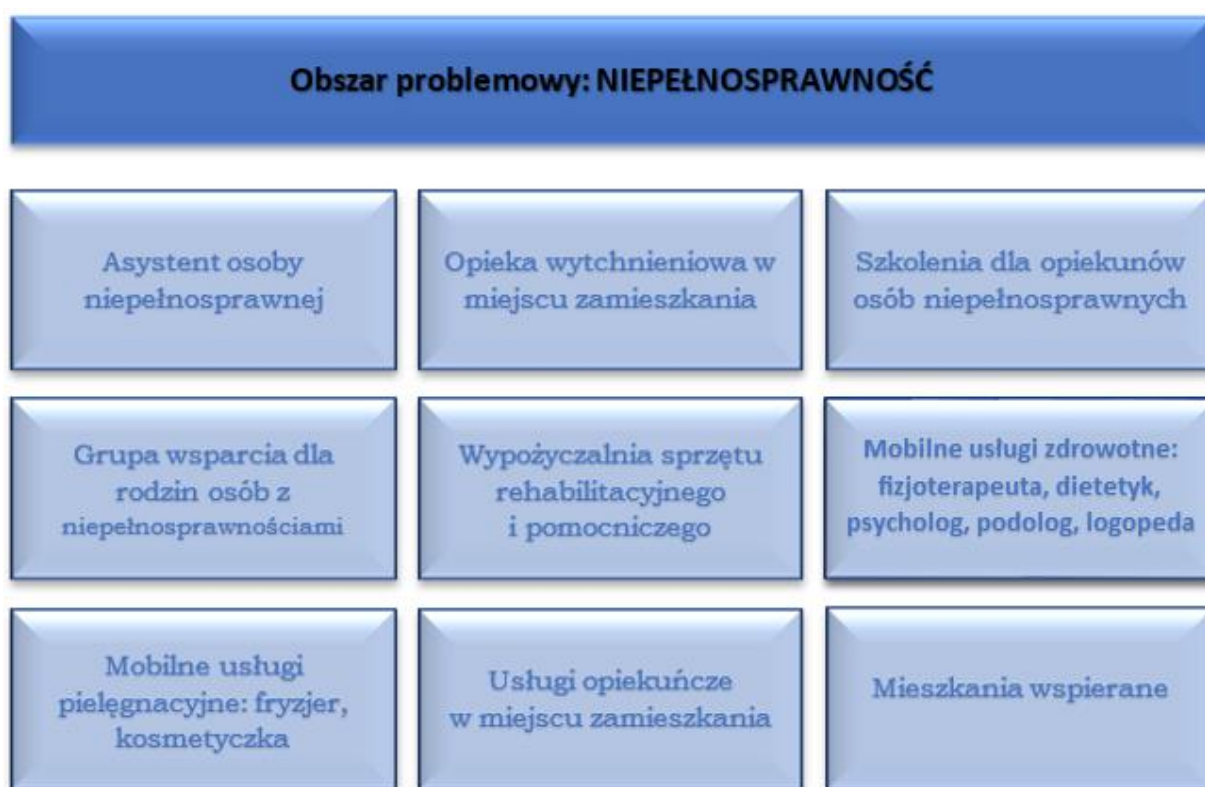 Obszar problemowy: NIEPEŁNOSPRAWNOŚĆ
Asystent osoby
niepełnosprawnej
Opieka wytchnieniowa w
miejscu zamieszkania
Szkolenia dla opiekunów
osób niepełnosprawnych
Grupa wsparcia dla
rodzin osób z
niepełnosprawnościami
Wypożyczalnia sprzętu
rehabilitacyjnego
i pomocniczego
Mobilne usługi zdrowotne:
fizjoterapeuta, dietetyk,
psycholog, podolog, logopeda
Mobilne usługi
pielęgnacyjne: fryzjer,
kosmetyczka
Usługi opiekuńcze
w miejscu zamieszkania
Mieszkania wspierane